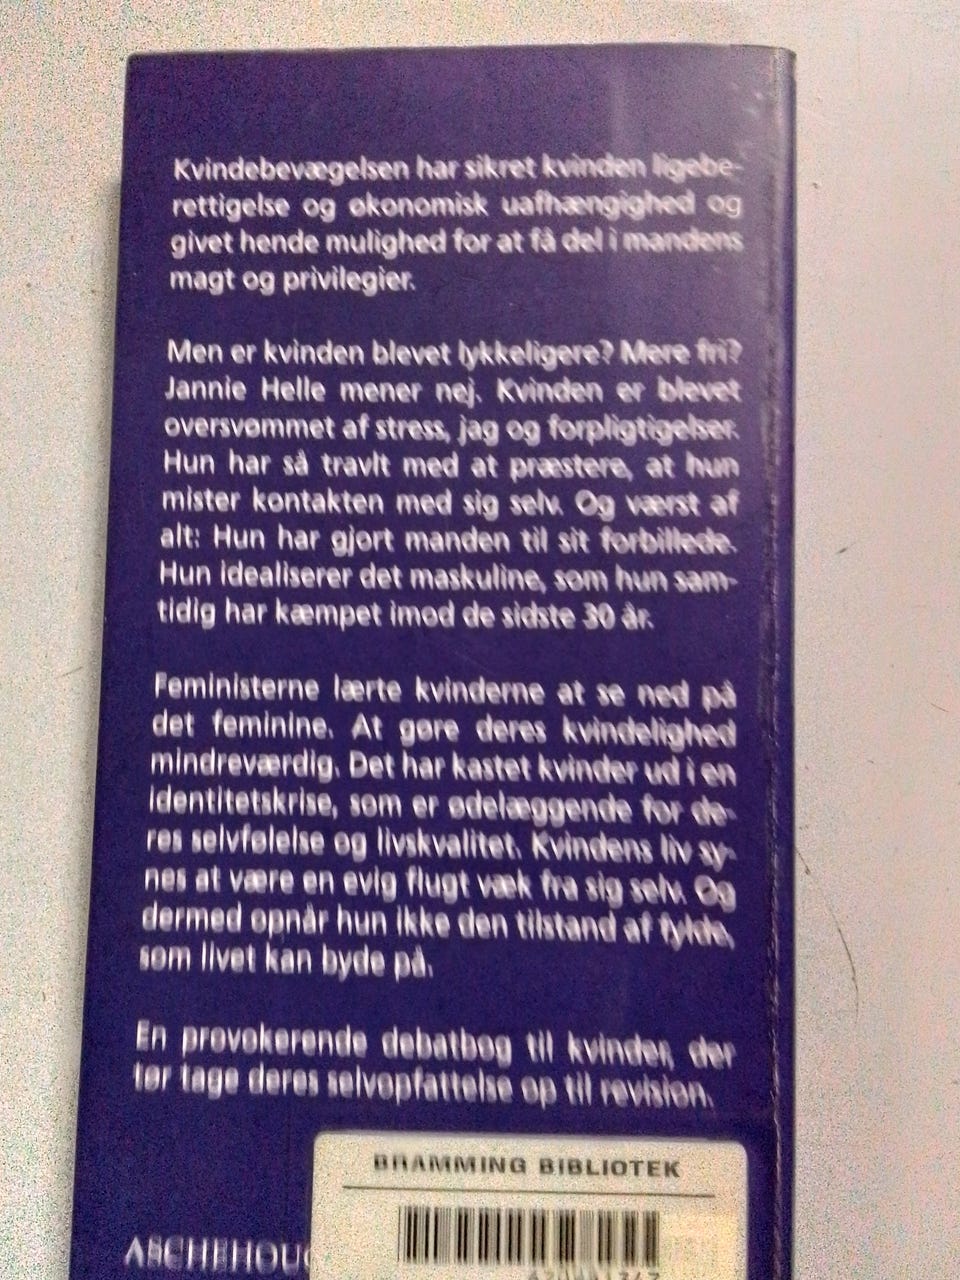 Kvindebevægelsen har sikret kvinden ligebe-
rettigelse og økonomisk uafhængighed og
givet hende mulighed for at få del i mandens
magt og privilegier.
Men er kvinden blevet lykkeligere? Mere fri?
Jannie Helle mener nej. Kvinden er blevet
oversvømmet af stress, jag og forpligtigelser.
Hun har så travlt med at præstere, at hun
mister kontakten med sig selv. Og værst af
alt: Hun har gjort manden til sit forbillede.
Hun idealiserer det maskuline, som hun sam-
tidig har kæmpet imod de sidste 30 år.
Feministerne lærte kvinderne at se ned på
det feminine. At gøre deres kvindelighed
mindreværdig. Det har kastet kvinder ud i en
identitetskrise, som er ødelæggende for de-
res selvfølelse og livskvalitet. Kvindens liv sy-
nes at være en evig flugt væk fra sig selv. Og
dermed opnår hun ikke den tilstand af fylde,
som livet kan byde på.
En provokerende debatbog til kvinder, der
tør tage deres selvopfattelse op til revision.
BRAMMING BIBLIOTEK
ASCHEHOUG